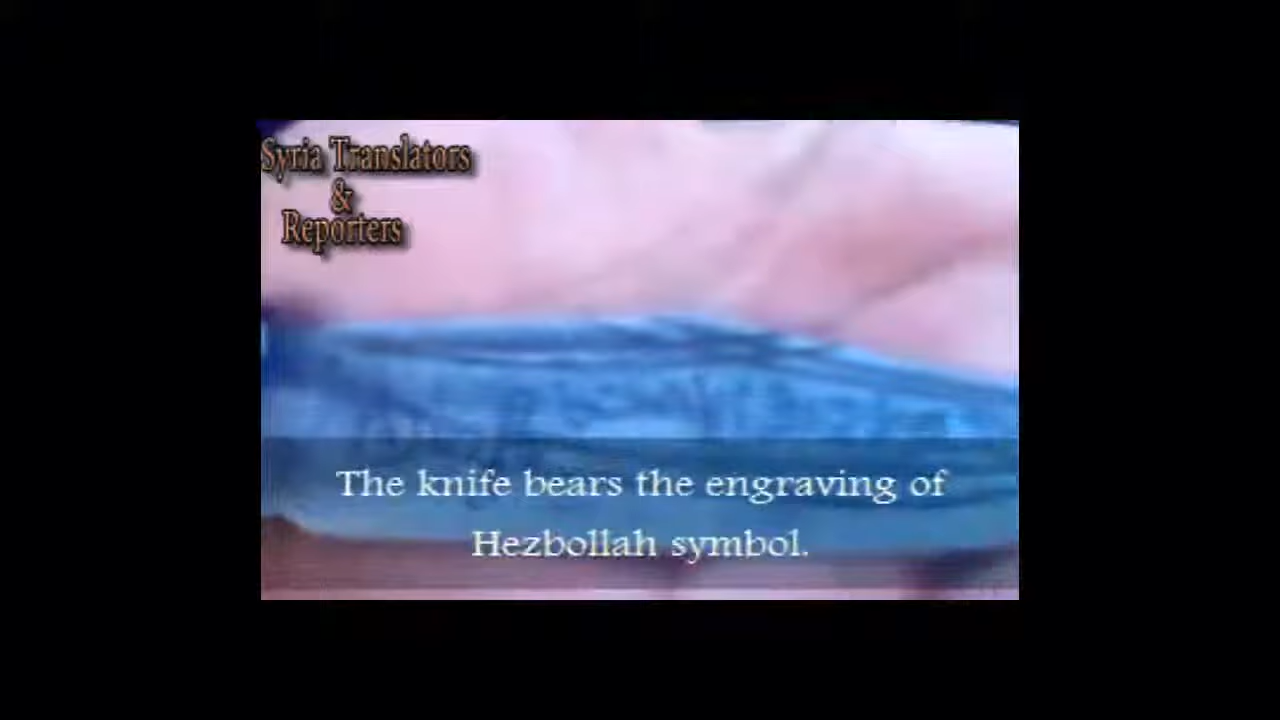 Syria Translators
&
Reporters
The knife bears the engraving of
Hezbollah symbol.